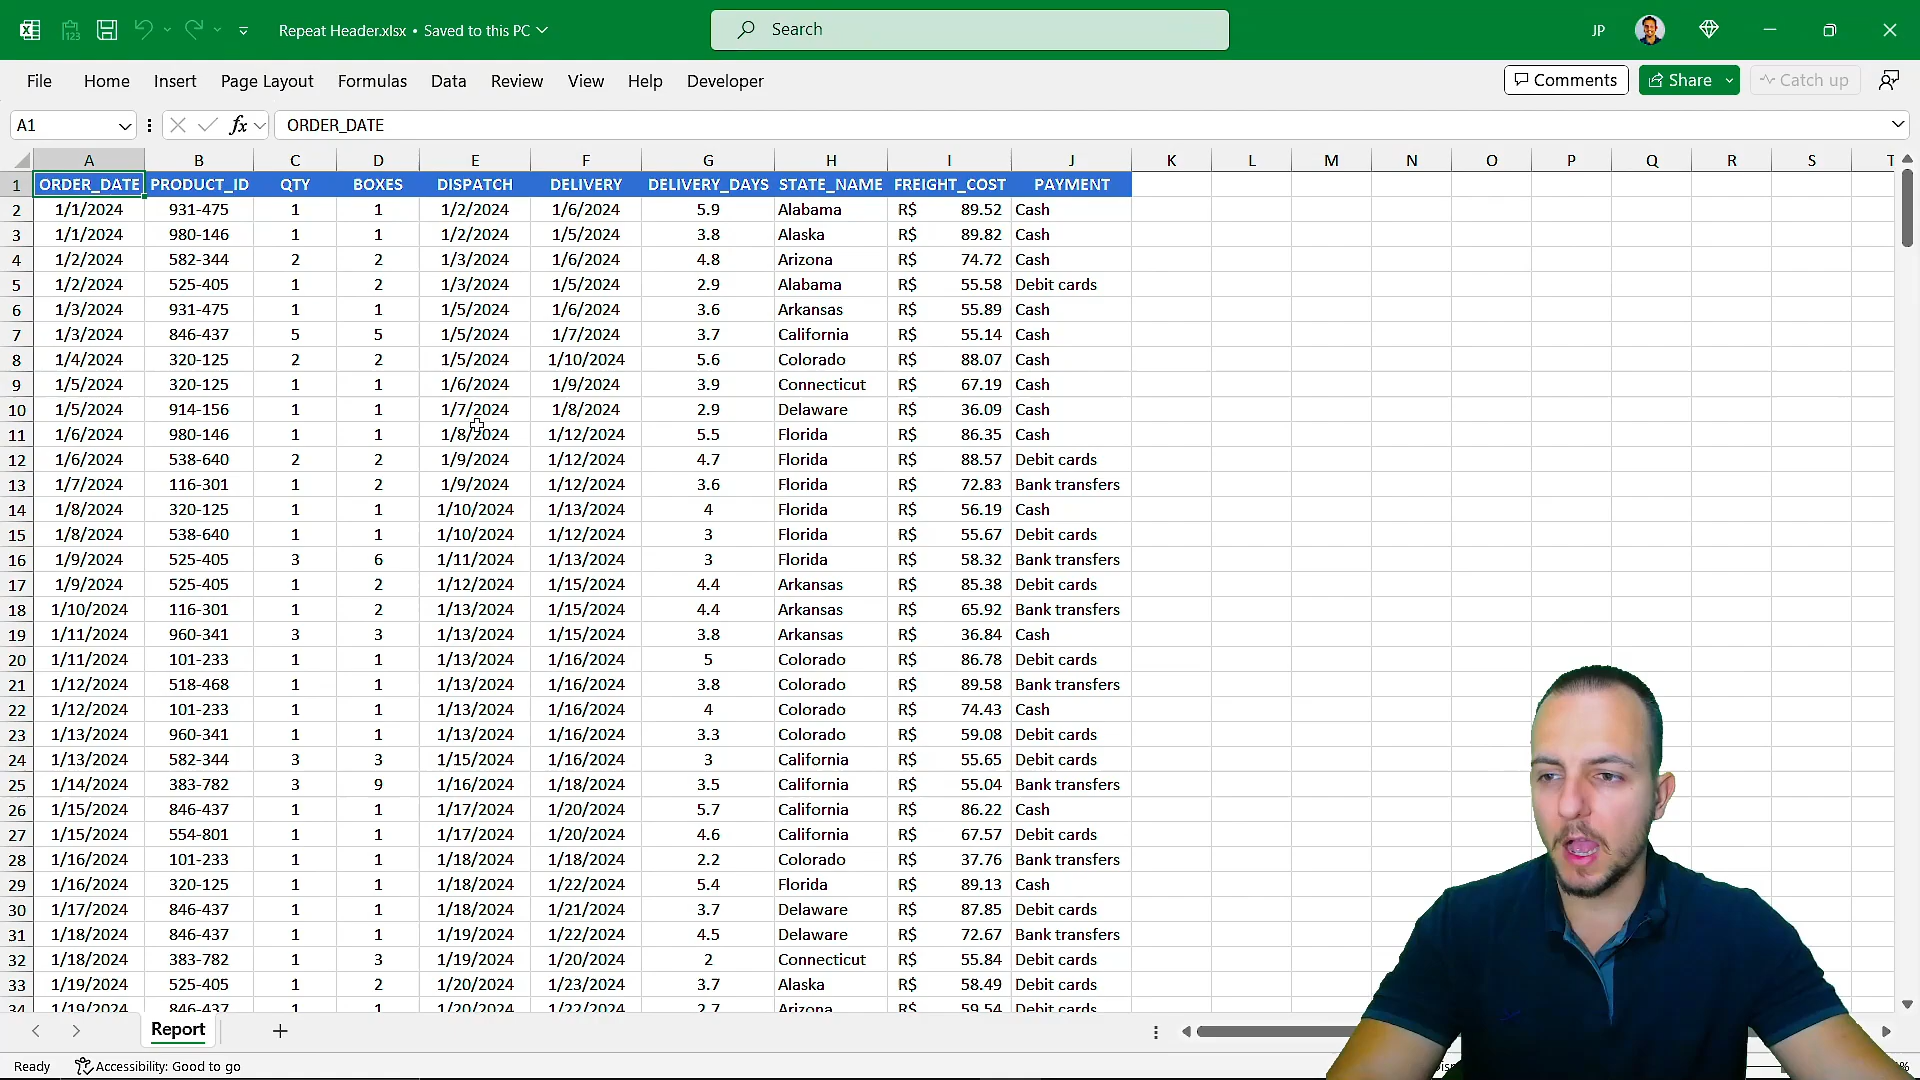 Repeat Header.xlsx • Saved to this PC
Search
JP
File Home Insert Page Layout Formulas Data Review View Help Developer
Comments Share Catch up
A1 fx ORDER_DATE
A B C D E F G H I J K L M N O P Q R S T
1 ORDER_DATE PRODUCT_ID QTY BOXES DISPATCH DELIVERY DELIVERY_DAYS STATE_NAME FREIGHT_COST PAYMENT
2 1/1/2024 931-475 1 1 1/2/2024 1/6/2024 5.9 Alabama R$ 89.52 Cash
3 1/1/2024 980-146 1 1 1/2/2024 1/5/2024 3.8 Alaska R$ 89.82 Cash
4 1/2/2024 582-344 2 2 1/3/2024 1/6/2024 4.8 Arizona R$ 74.72 Cash
5 1/2/2024 525-405 1 2 1/3/2024 1/5/2024 2.9 Alabama R$ 55.58 Debit cards
6 1/3/2024 931-475 1 1 1/5/2024 1/6/2024 3.6 Arkansas R$ 55.89 Cash
7 1/3/2024 846-437 5 5 1/5/2024 1/7/2024 3.7 California R$ 55.14 Cash
8 1/4/2024 320-125 2 2 1/5/2024 1/10/2024 5.6 Colorado R$ 88.07 Cash
9 1/5/2024 320-125 1 1 1/6/2024 1/9/2024 3.9 Connecticut R$ 67.19 Cash
10 1/5/2024 914-156 1 1 1/7/2024 1/8/2024 2.9 Delaware R$ 36.09 Cash
11 1/6/2024 980-146 1 1 1/8/2024 1/12/2024 5.5 Florida R$ 86.35 Cash
12 1/6/2024 538-640 2 2 1/9/2024 1/12/2024 4.7 Florida R$ 88.57 Debit cards
13 1/7/2024 116-301 1 2 1/9/2024 1/12/2024 3.6 Florida R$ 72.83 Bank transfers
14 1/8/2024 320-125 1 1 1/10/2024 1/13/2024 4 Florida R$ 56.19 Cash
15 1/8/2024 538-640 1 1 1/10/2024 1/12/2024 3 Florida R$ 55.67 Debit cards
16 1/9/2024 525-405 3 6 1/11/2024 1/13/2024 3 Florida R$ 58.32 Bank transfers
17 1/9/2024 525-405 1 2 1/12/2024 1/15/2024 4.4 Arkansas R$ 85.38 Debit cards
18 1/10/2024 116-301 1 2 1/13/2024 1/15/2024 4.4 Arkansas R$ 65.92 Bank transfers
19 1/11/2024 960-341 3 3 1/13/2024 1/15/2024 3.8 Arkansas R$ 36.84 Cash
20 1/11/2024 101-233 1 1 1/13/2024 1/16/2024 5 Colorado R$ 86.78 Debit cards
21 1/12/2024 518-468 1 1 1/13/2024 1/16/2024 3.8 Colorado R$ 89.58 Bank transfers
22 1/12/2024 101-233 1 1 1/13/2024 1/16/2024 4 Colorado R$ 74.43 Cash
23 1/13/2024 960-341 1 1 1/13/2024 1/16/2024 3.3 Colorado R$ 59.08 Debit cards
24 1/13/2024 582-344 3 3 1/15/2024 1/16/2024 3 California R$ 55.65 Debit cards
25 1/14/2024 383-782 3 9 1/16/2024 1/18/2024 3.5 California R$ 55.04 Bank transfers
26 1/15/2024 846-437 1 1 1/17/2024 1/20/2024 5.7 California R$ 86.22 Cash
27 1/15/2024 554-801 1 1 1/17/2024 1/20/2024 4.6 California R$ 67.57 Debit cards
28 1/16/2024 101-233 1 1 1/18/2024 1/18/2024 2.2 Colorado R$ 37.76 Bank transfers
29 1/16/2024 320-125 1 1 1/18/2024 1/22/2024 5.4 Florida R$ 89.13 Cash
30 1/17/2024 846-437 1 1 1/18/2024 1/21/2024 3.7 Delaware R$ 87.85 Debit cards
31 1/18/2024 846-437 1 1 1/19/2024 1/22/2024 4.5 Delaware R$ 72.67 Bank transfers
32 1/18/2024 383-782 1 3 1/19/2024 1/20/2024 2 Connecticut R$ 55.84 Debit cards
33 1/19/2024 525-405 1 2 1/20/2024 1/23/2024 3.7 Alaska R$ 58.49 Debit cards
34 1/19/2024 846-437 1 1 1/20/2024 1/22/2024 2.7 Arizona R$ 59.54 Debit cards
Report
Ready Accessibility: Good to go